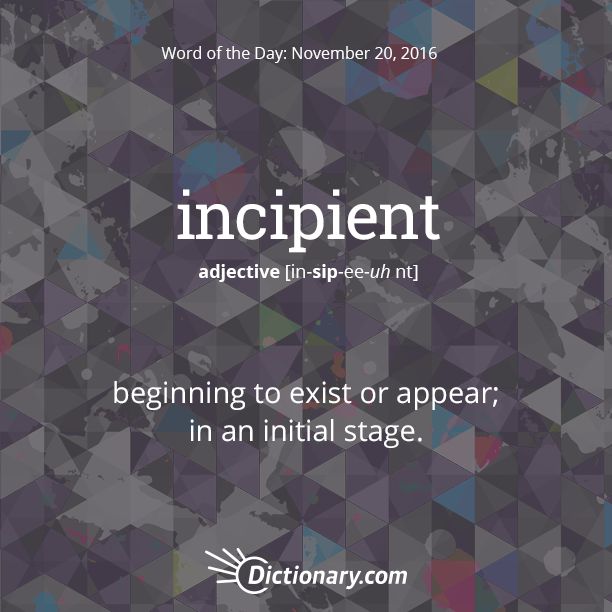 Word of the Day: November 20, 2016
incipient
adjective [in-sip-ee-uh nt]
beginning to exist or appear;
in an initial stage.
Dictionary.com